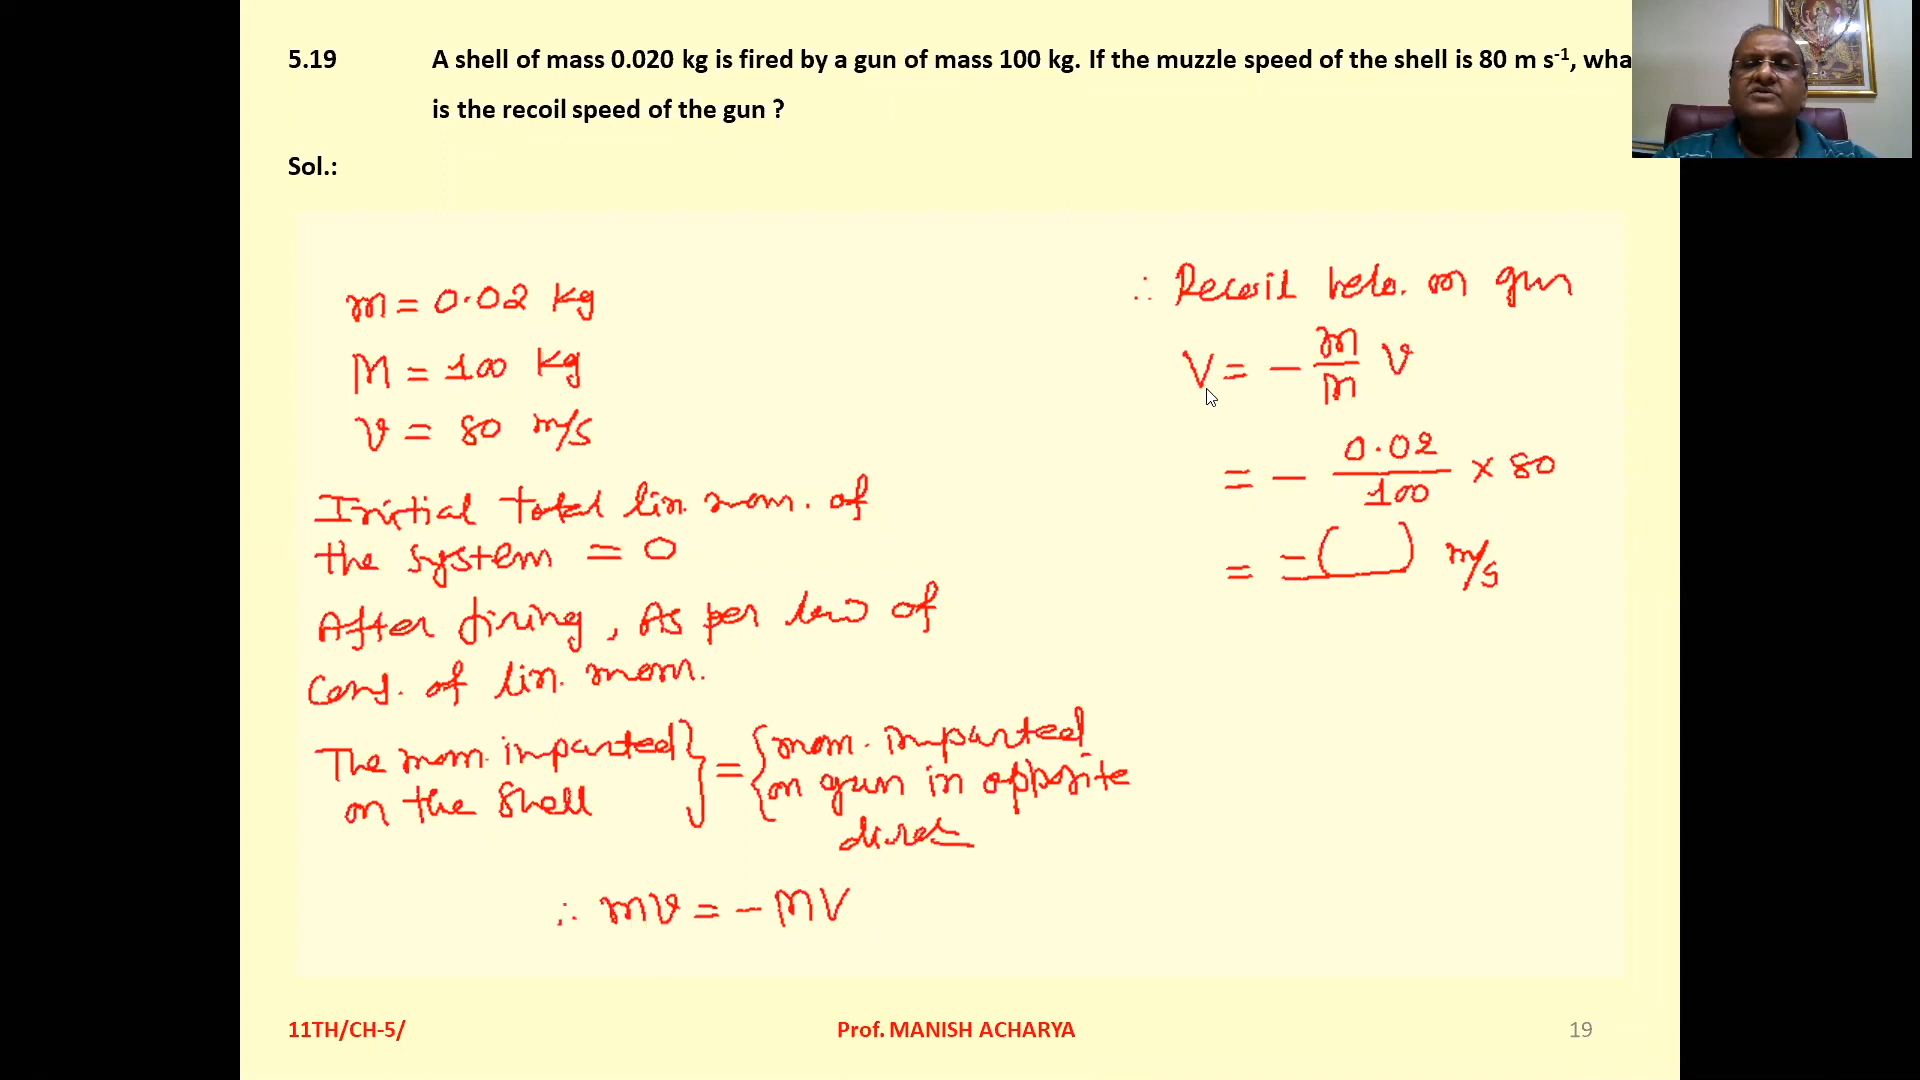 5.19 A shell of mass 0.020 kg is fired by a gun of mass 100 kg. If the muzzle speed of the shell is 80 m s⁻¹, wha
is the recoil speed of the gun ?
Sol.:
m = 0.02 kg
M = 100 kg
v = 80 m/s
Initial total lin. mom. of
the system = 0
After firing, As per law of
cons. of lin. mom.
The mom. imparted } = { mom. imparted
on the shell on gun in opposite
direct
∴ mv = - MV
∴ Recoil velo. on gun
V = - m/M v
= - 0.02/100 × 80
= -( ) m/s
11TH/CH-5/ Prof. MANISH ACHARYA 19